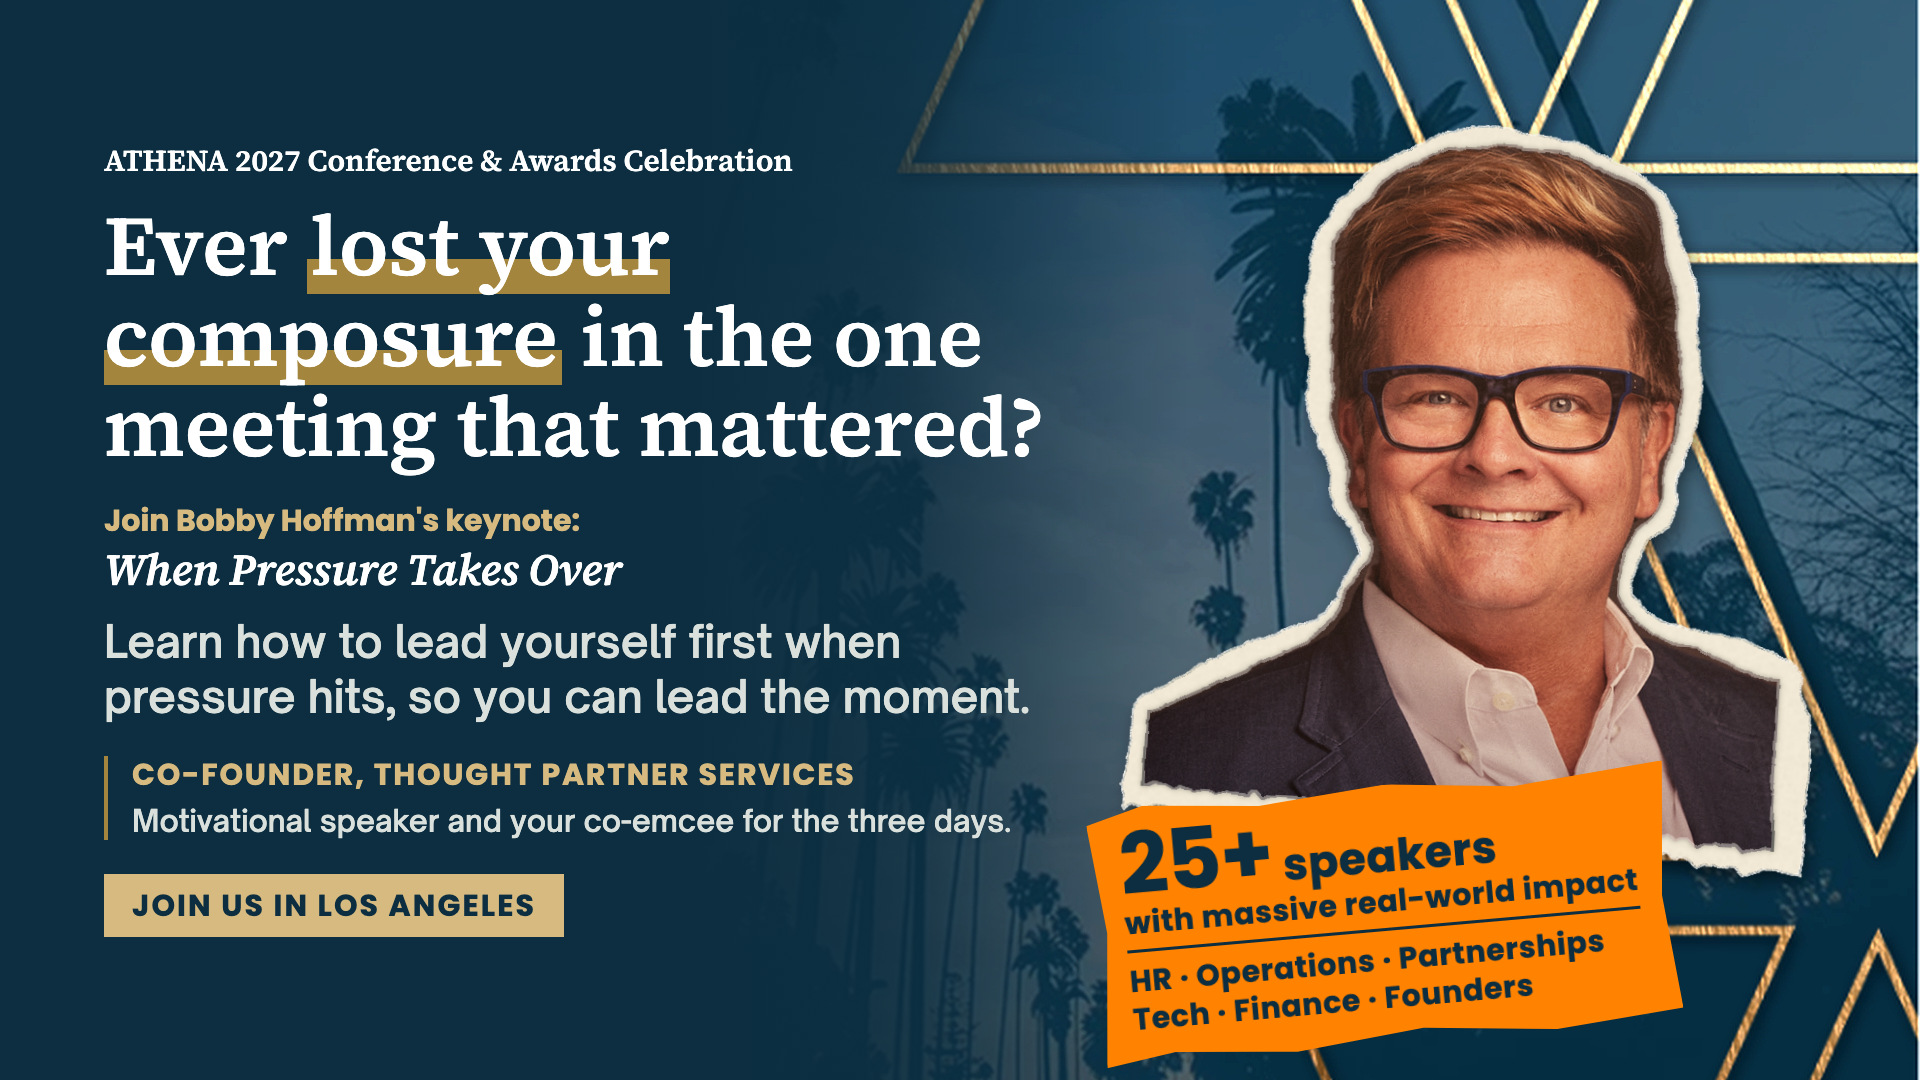 ATHENA 2027 Conference & Awards Celebration
Ever lost your
composure in the one
meeting that mattered?
Join Bobby Hoffman's keynote:
When Pressure Takes Over
Learn how to lead yourself first when
pressure hits, so you can lead the moment.
CO-FOUNDER, THOUGHT PARTNER SERVICES
Motivational speaker and your co-emcee for the three days.
JOIN US IN LOS ANGELES
25+ speakers
with massive real-world impact
HR · Operations · Partnerships
Tech · Finance · Founders